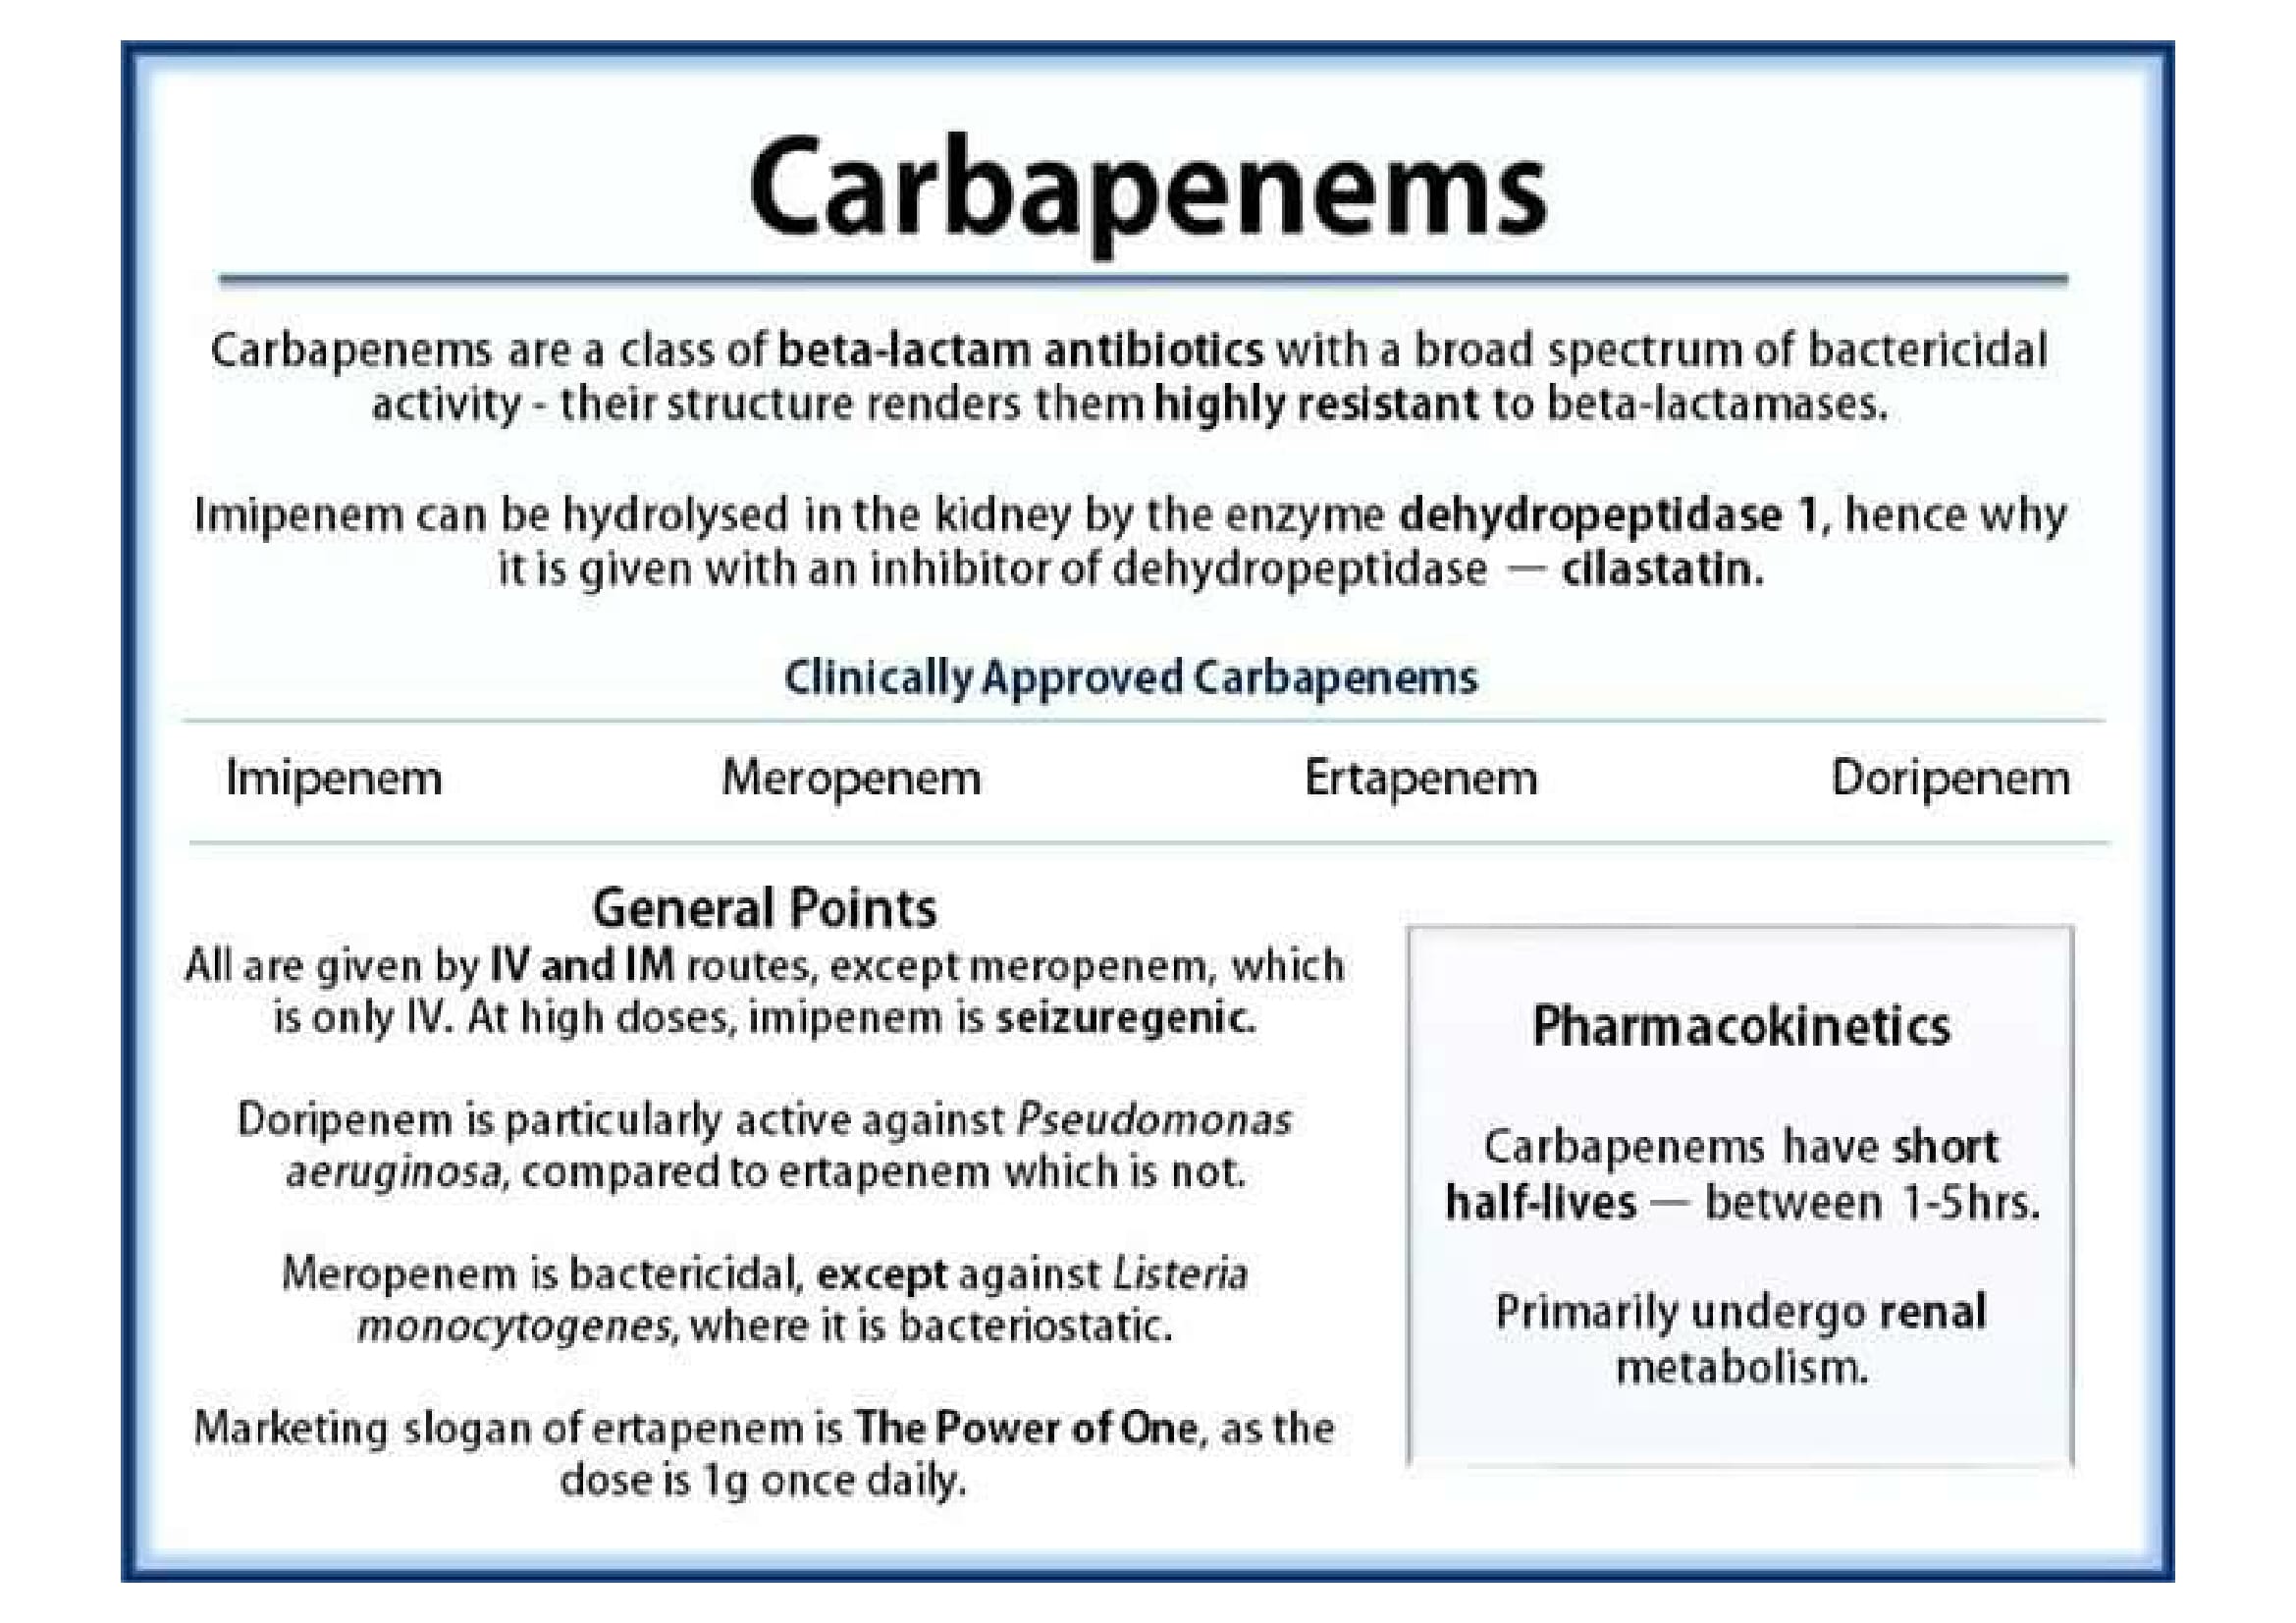 Carbapenems
Carbapenems are a class of beta-lactam antibiotics with a broad spectrum of bactericidal
activity - their structure renders them highly resistant to beta-lactamases.
Imipenem can be hydrolysed in the kidney by the enzyme dehydropeptidase 1, hence why
it is given with an inhibitor of dehydropeptidase — cilastatin.
Clinically Approved Carbapenems
Imipenem Meropenem Ertapenem Doripenem
General Points
All are given by IV and IM routes, except meropenem, which
is only IV. At high doses, imipenem is seizuregenic.
Doripenem is particularly active against Pseudomonas
aeruginosa, compared to ertapenem which is not.
Meropenem is bactericidal, except against Listeria
monocytogenes, where it is bacteriostatic.
Marketing slogan of ertapenem is The Power of One, as the
dose is 1g once daily.
Pharmacokinetics
Carbapenems have short
half-lives — between 1-5hrs.
Primarily undergo renal
metabolism.